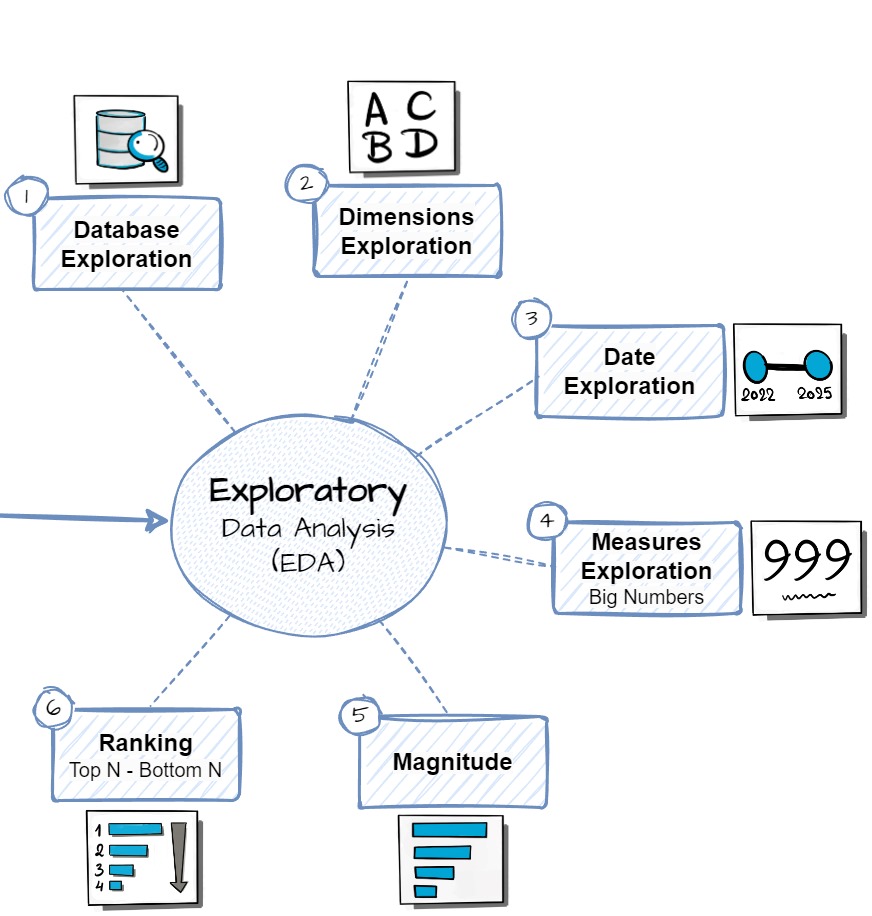 A C
B D
1
Database
Exploration
2
Dimensions
Exploration
3
Date
Exploration
2022 2025
Exploratory
Data Analysis
(EDA)
4
Measures
Exploration
Big Numbers
999
6
Ranking
Top N - Bottom N
1
2
3
4
5
Magnitude